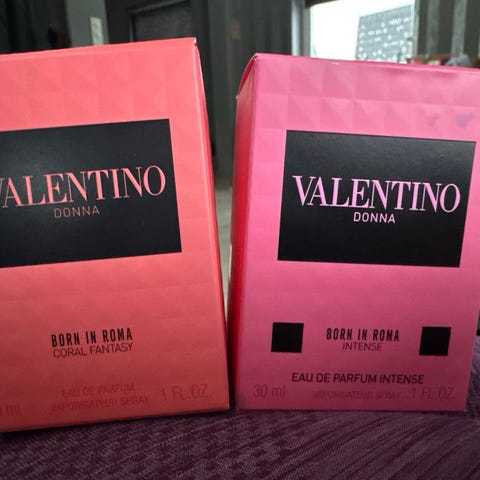 VALENTINO
DONNA
BORN IN ROMA
CORAL FANTASY
EAU DE PARFUM
ml VAPORISATEUR SPRAY 1 FL.OZ.
VALENTINO
DONNA
BORN IN ROMA
INTENSE
EAU DE PARFUM INTENSE
30 ml VAPORISATEUR SPRAY 1 FL.OZ.